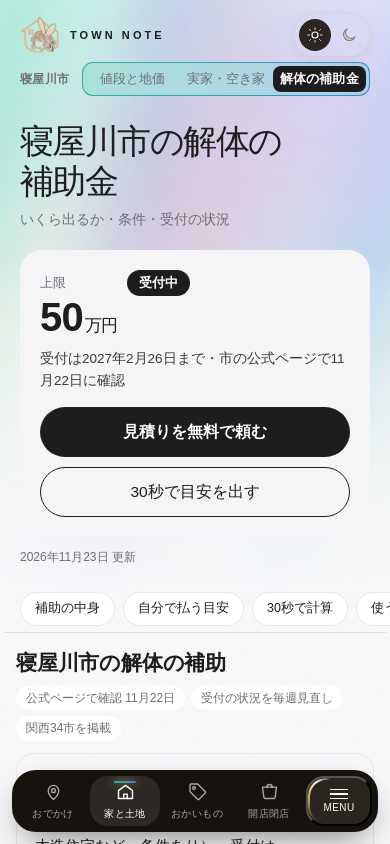 TOWN NOTE
寝屋川市
値段と地価
実家・空き家
解体の補助金
寝屋川市の解体の
補助金
いくら出るか・条件・受付の状況
上限
受付中
50万円
受付は2027年2月26日まで・市の公式ページで11
月22日に確認
見積りを無料で頼む
30秒で目安を出す
2026年11月23日 更新
補助の中身
自分で払う目安
30秒で計算
使う
寝屋川市の解体の補助
公式ページで確認 11月22日
受付の状況を毎週見直し
関西34市を掲載
おでかけ
家と土地
おかいもの
開店閉店
MENU